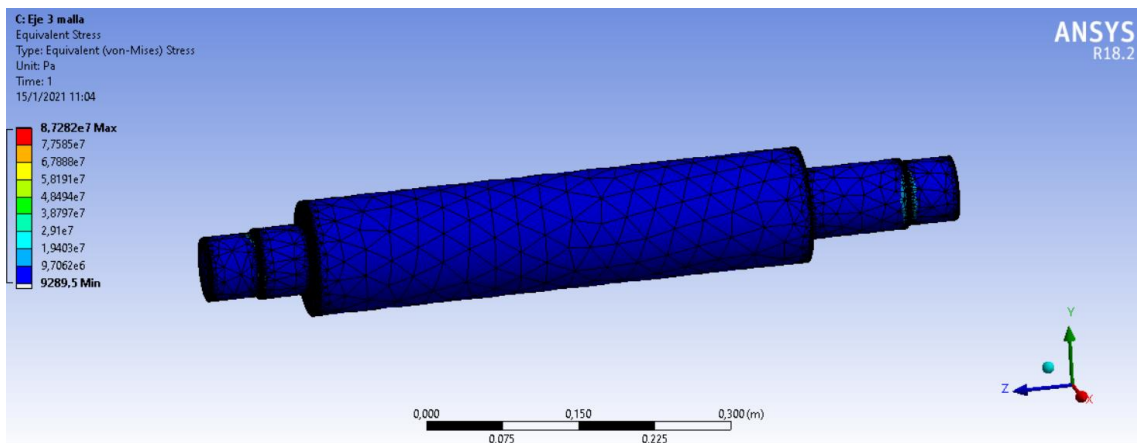 C: Eje 3 malla
Equivalent Stress
Type: Equivalent (von-Mises) Stress
Unit: Pa
Time: 1
15/1/2021 11:04
ANSYS
R18.2
8,7282e7 Max
7,7585e7
6,7888e7
5,8191e7
4,8494e7
3,8797e7
2,91e7
1,9403e7
9,7062e6
9289,5 Min
Y
Z
X
0,000 0,150 0,300 (m)
0,075 0,225